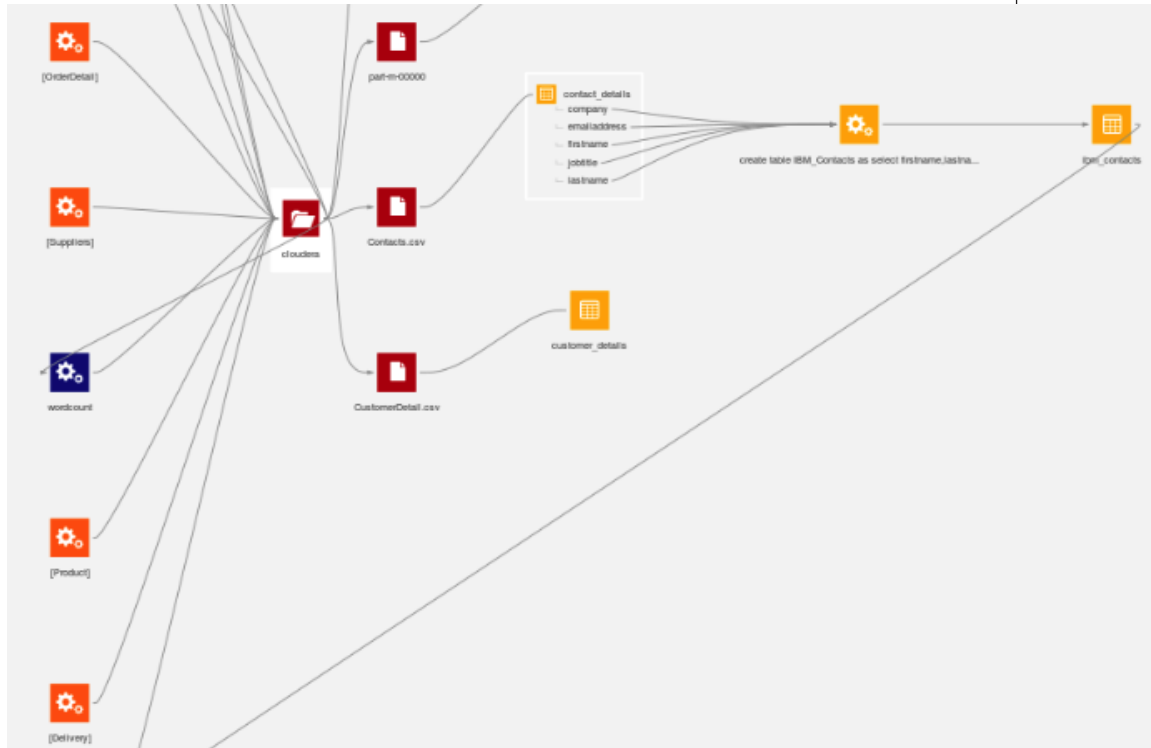 [OrderDetail]
part-m-00000
contact_details
company
emailaddress
firstname
jobtitle
lastname
create table IBM_Contacts as select firstname,lastna...
ibm_contacts
[Suppliers]
cloudera
Contacts.csv
customer_details
wordcount
CustomerDetail.csv
[Product]
[Delivery]